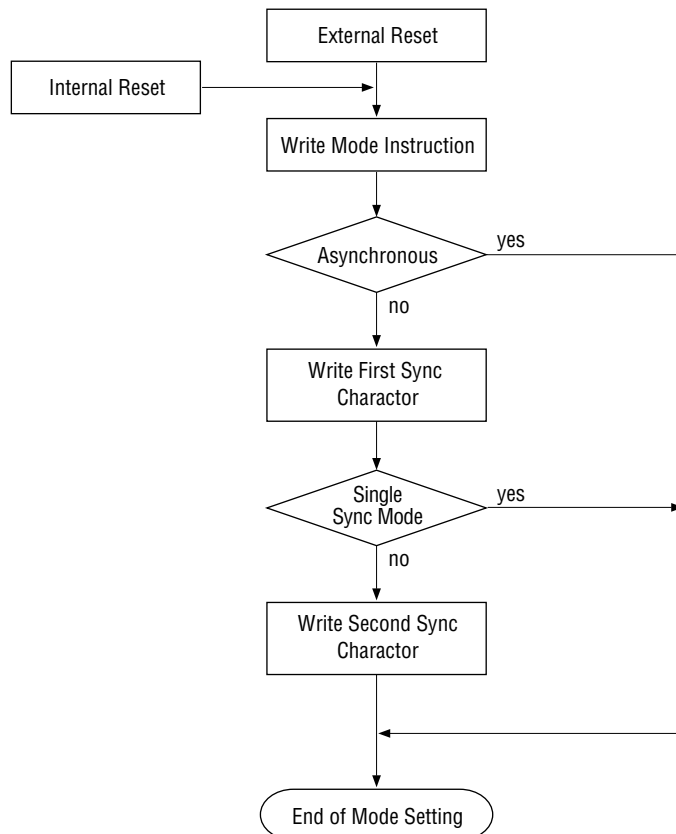 External Reset
Internal Reset
Write Mode Instruction
Asynchronous
yes
no
Write First Sync
Charactor
Single
Sync Mode
yes
no
Write Second Sync
Charactor
End of Mode Setting